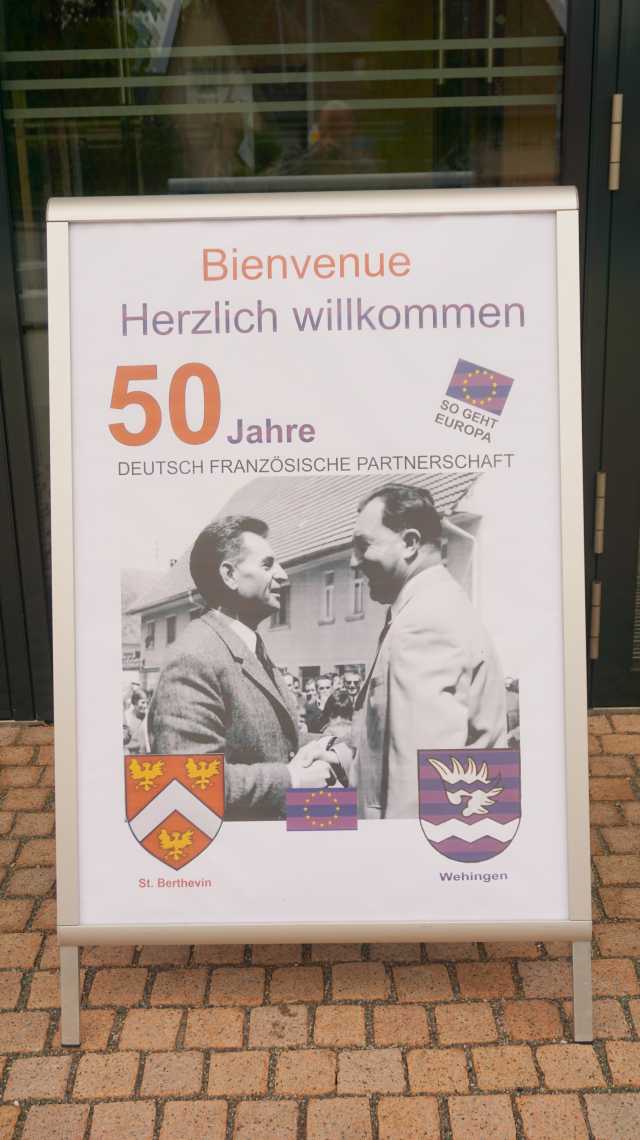 Bienvenue
Herzlich willkommen
50 Jahre
SO GEHT
EUROPA
DEUTSCH FRANZÖSISCHE PARTNERSCHAFT
St. Berthevin
Wehingen